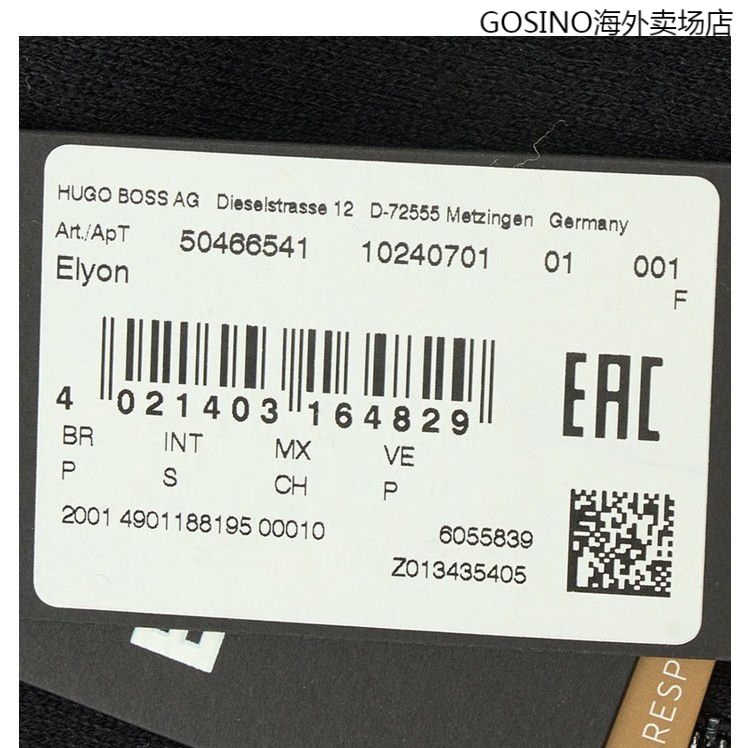 GOSINO海外卖场店
HUGO BOSS AG Dieselstrasse 12 D-72555 Metzingen Germany
Art./ApT 50466541 10240701 01 001
Elyon F
EAC
4 021403 164829
BR INT MX VE
P S CH P
2001 4901188195 00010 6055839
Z013435405
RESP